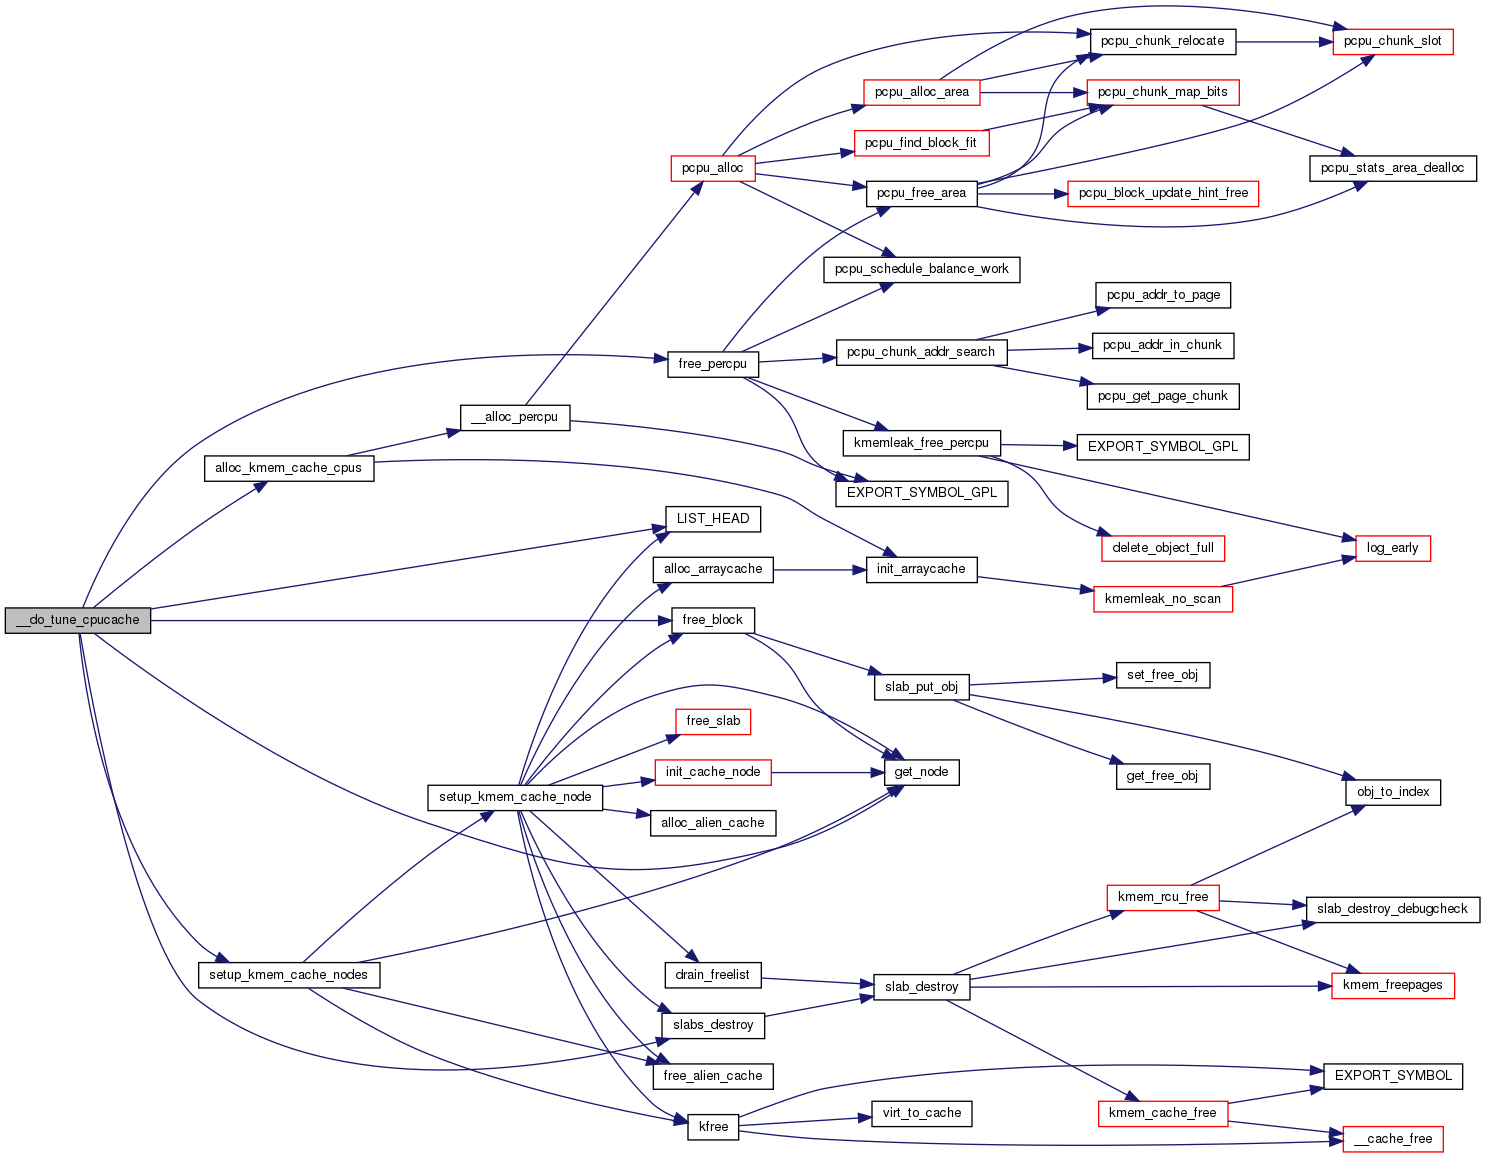 pcpu_chunk_relocate
pcpu_chunk_slot
pcpu_alloc_area
pcpu_chunk_map_bits
pcpu_find_block_fit
pcpu_alloc
pcpu_stats_area_dealloc
pcpu_free_area
pcpu_block_update_hint_free
pcpu_schedule_balance_work
pcpu_addr_to_page
pcpu_addr_in_chunk
pcpu_chunk_addr_search
free_percpu
pcpu_get_page_chunk
__alloc_percpu
kmemleak_free_percpu
EXPORT_SYMBOL_GPL
alloc_kmem_cache_cpus
EXPORT_SYMBOL_GPL
LIST_HEAD
delete_object_full
log_early
alloc_arraycache
init_arraycache
kmemleak_no_scan
__do_tune_cpucache
free_block
set_free_obj
slab_put_obj
free_slab
init_cache_node
get_node
get_free_obj
obj_to_index
setup_kmem_cache_node
alloc_alien_cache
kmem_rcu_free
slab_destroy_debugcheck
setup_kmem_cache_nodes
drain_freelist
slab_destroy
kmem_freepages
slabs_destroy
free_alien_cache
EXPORT_SYMBOL
virt_to_cache
kmem_cache_free
kfree
__cache_free